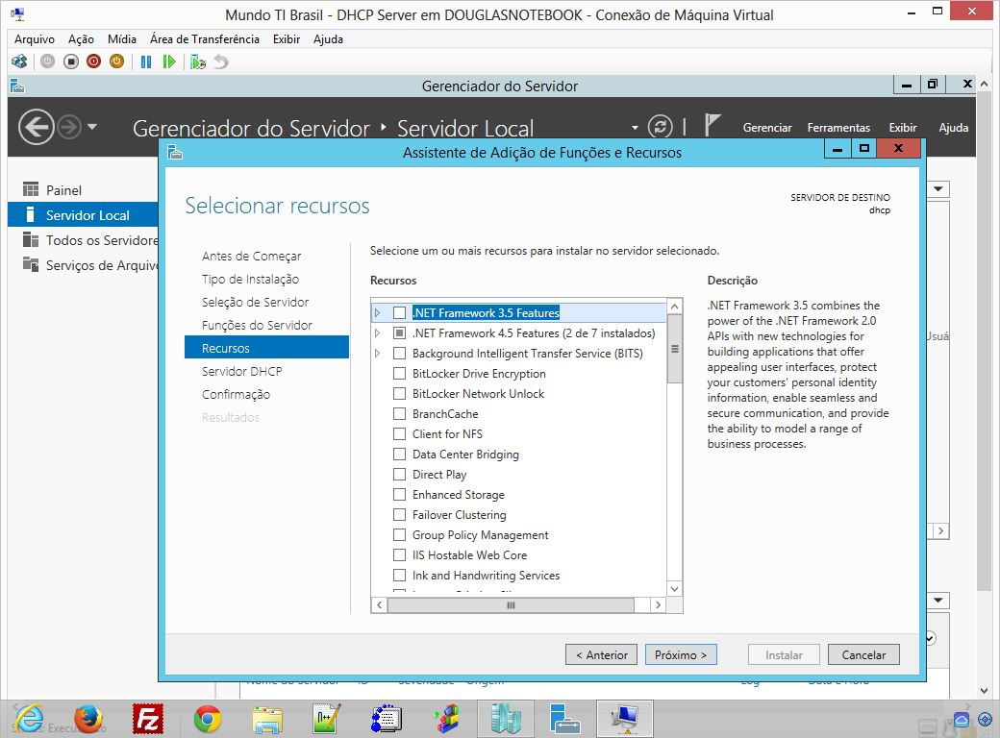 Mundo TI Brasil - DHCP Server em DOUGLASNOTEBOOK - Conexão de Máquina Virtual
Arquivo Ação Mídia Área de Transferência Exibir Ajuda
Gerenciador do Servidor
Gerenciador do Servidor Servidor Local
Gerenciar Ferramentas Exibir Ajuda
Painel
Servidor Local
Todos os Servidore
Serviços de Arquiv
Assistente de Adição de Funções e Recursos
Selecionar recursos
SERVIDOR DE DESTINO
dhcp
Antes de Começar
Tipo de Instalação
Seleção de Servidor
Funções do Servidor
Recursos
Servidor DHCP
Confirmação
Resultados
Selecione um ou mais recursos para instalar no servidor selecionado.
Recursos
.NET Framework 3.5 Features
.NET Framework 4.5 Features (2 de 7 instalados)
Background Intelligent Transfer Service (BITS)
BitLocker Drive Encryption
BitLocker Network Unlock
BranchCache
Client for NFS
Data Center Bridging
Direct Play
Enhanced Storage
Failover Clustering
Group Policy Management
IIS Hostable Web Core
Ink and Handwriting Services
Descrição
.NET Framework 3.5 combines the
power of the .NET Framework 2.0
APIs with new technologies for
building applications that offer
appealing user interfaces, protect
your customers' personal identity
information, enable seamless and
secure communication, and provide
the ability to model a range of
business processes.
Usuá
< Anterior Próximo > Instalar Cancelar
Nome do Servidor ID Severidade Origem Log Data e Hora